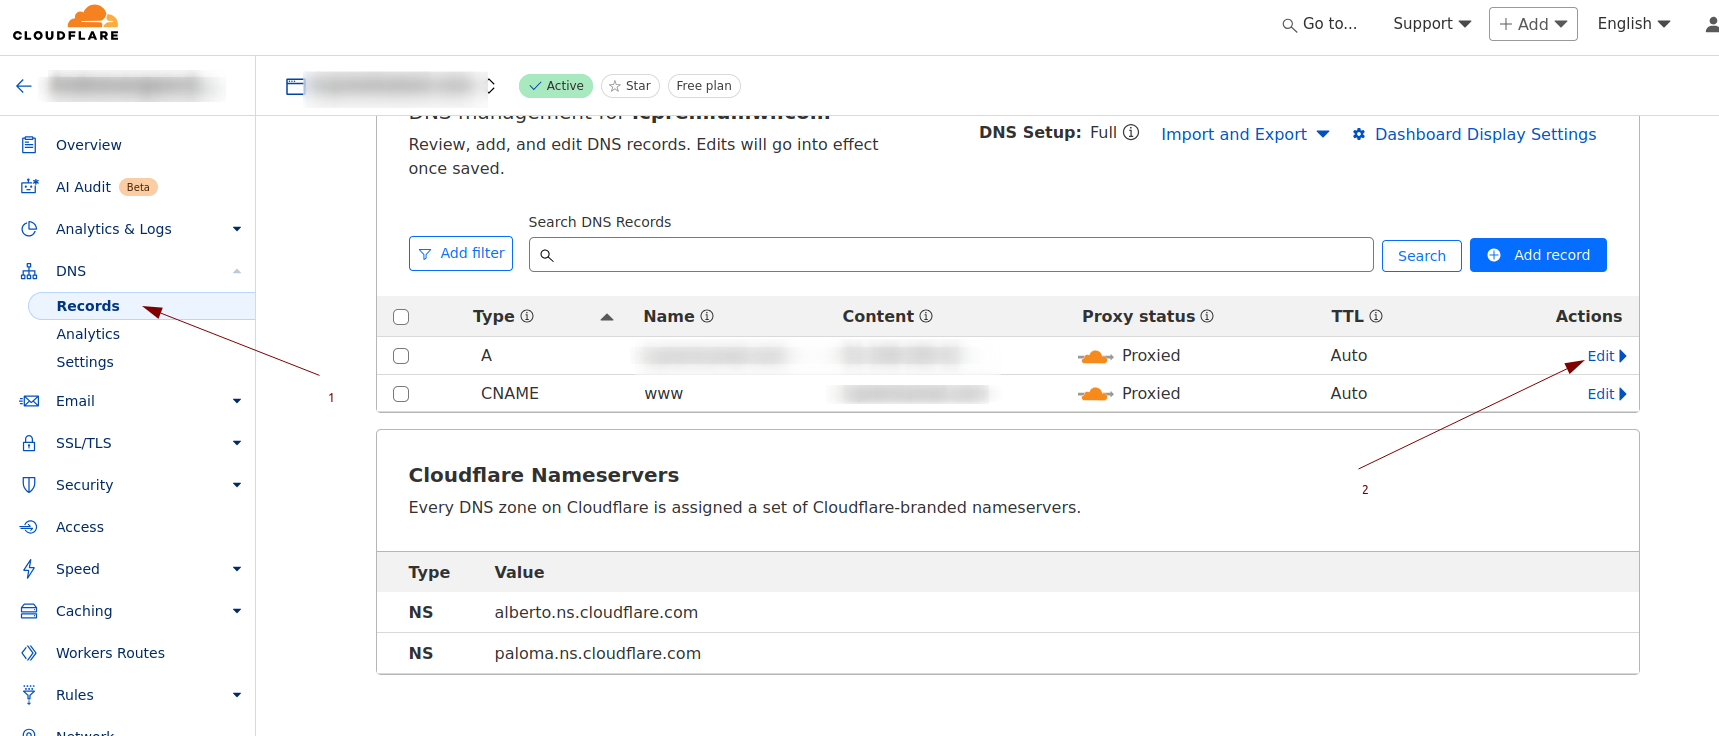 CLOUDFLARE
Go to...
Support
+ Add
English
Active
Star
Free plan
Overview
AI Audit Beta
Analytics & Logs
DNS
Records
Analytics
Settings
Email
SSL/TLS
Security
Access
Speed
Caching
Workers Routes
Rules
Network
1
DNS management for
Review, add, and edit DNS records. Edits will go into effect
once saved.
DNS Setup: Full
Import and Export
Dashboard Display Settings
Search DNS Records
Add filter
Search
Add record
Type Name Content Proxy status TTL Actions
A Proxied Auto Edit
CNAME www Proxied Auto Edit
2
Cloudflare Nameservers
Every DNS zone on Cloudflare is assigned a set of Cloudflare-branded nameservers.
Type Value
NS alberto.ns.cloudflare.com
NS paloma.ns.cloudflare.com